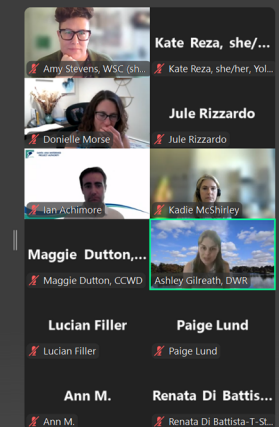 Kate Reza, she/...
Amy Stevens, WSC (sh...
Kate Reza, she/her, Yol...
Jule Rizzardo
Donielle Morse
Jule Rizzardo
Ian Achimore
Kadie McShirley
Maggie Dutton,...
Maggie Dutton, CCWD
Ashley Gilreath, DWR
Lucian Filler
Paige Lund
Lucian Filler
Paige Lund
Ann M.
Renata Di Battis...
Ann M.
Renata Di Battista-T-St...